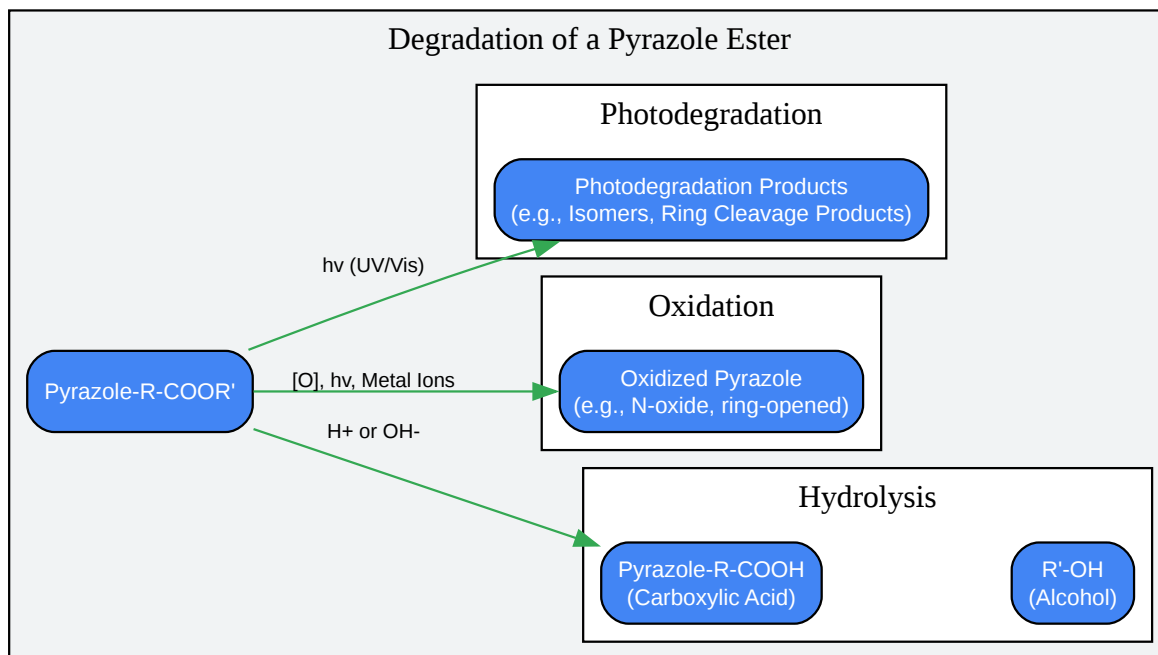 Degradation of a Pyrazole Ester
Photodegradation
Photodegradation Products
(e.g., Isomers, Ring Cleavage Products)
hv (UV/Vis)
Oxidation
Pyrazole-R-COOR'
[O], hv, Metal Ions
Oxidized Pyrazole
(e.g., N-oxide, ring-opened)
H+ or OH-
Hydrolysis
Pyrazole-R-COOH
(Carboxylic Acid)
R'-OH
(Alcohol)